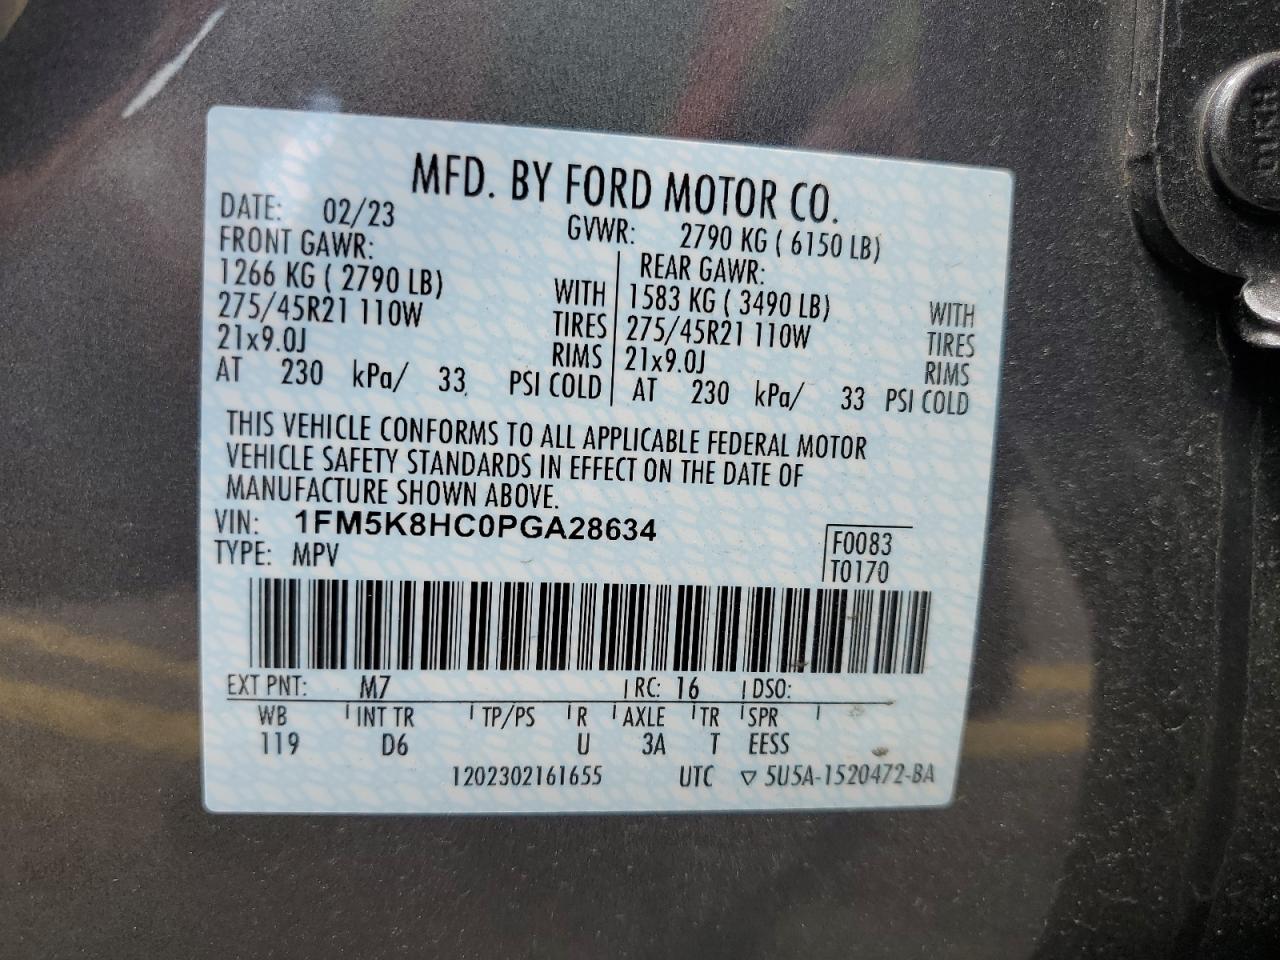 MFD. BY FORD MOTOR CO.
DATE: 02/23 GVWR: 2790 KG ( 6150 LB)
FRONT GAWR: REAR GAWR:
1266 KG ( 2790 LB) WITH 1583 KG ( 3490 LB) WITH
275/45R21 110W TIRES 275/45R21 110W TIRES
21x9.0J RIMS 21x9.0J RIMS
AT 230 kPa/ 33 PSI COLD AT 230 kPa/ 33 PSI COLD
THIS VEHICLE CONFORMS TO ALL APPLICABLE FEDERAL MOTOR
VEHICLE SAFETY STANDARDS IN EFFECT ON THE DATE OF
MANUFACTURE SHOWN ABOVE.
VIN: 1FM5K8HC0PGA28634
TYPE: MPV
F0083
T0170
EXT PNT: M7 RC: 16 DSO:
WB INT TR TP/PS R AXLE TR SPR
119 D6 U 3A T EESS
1202302161655 UTC ▽ 5U5A-1520472-BA